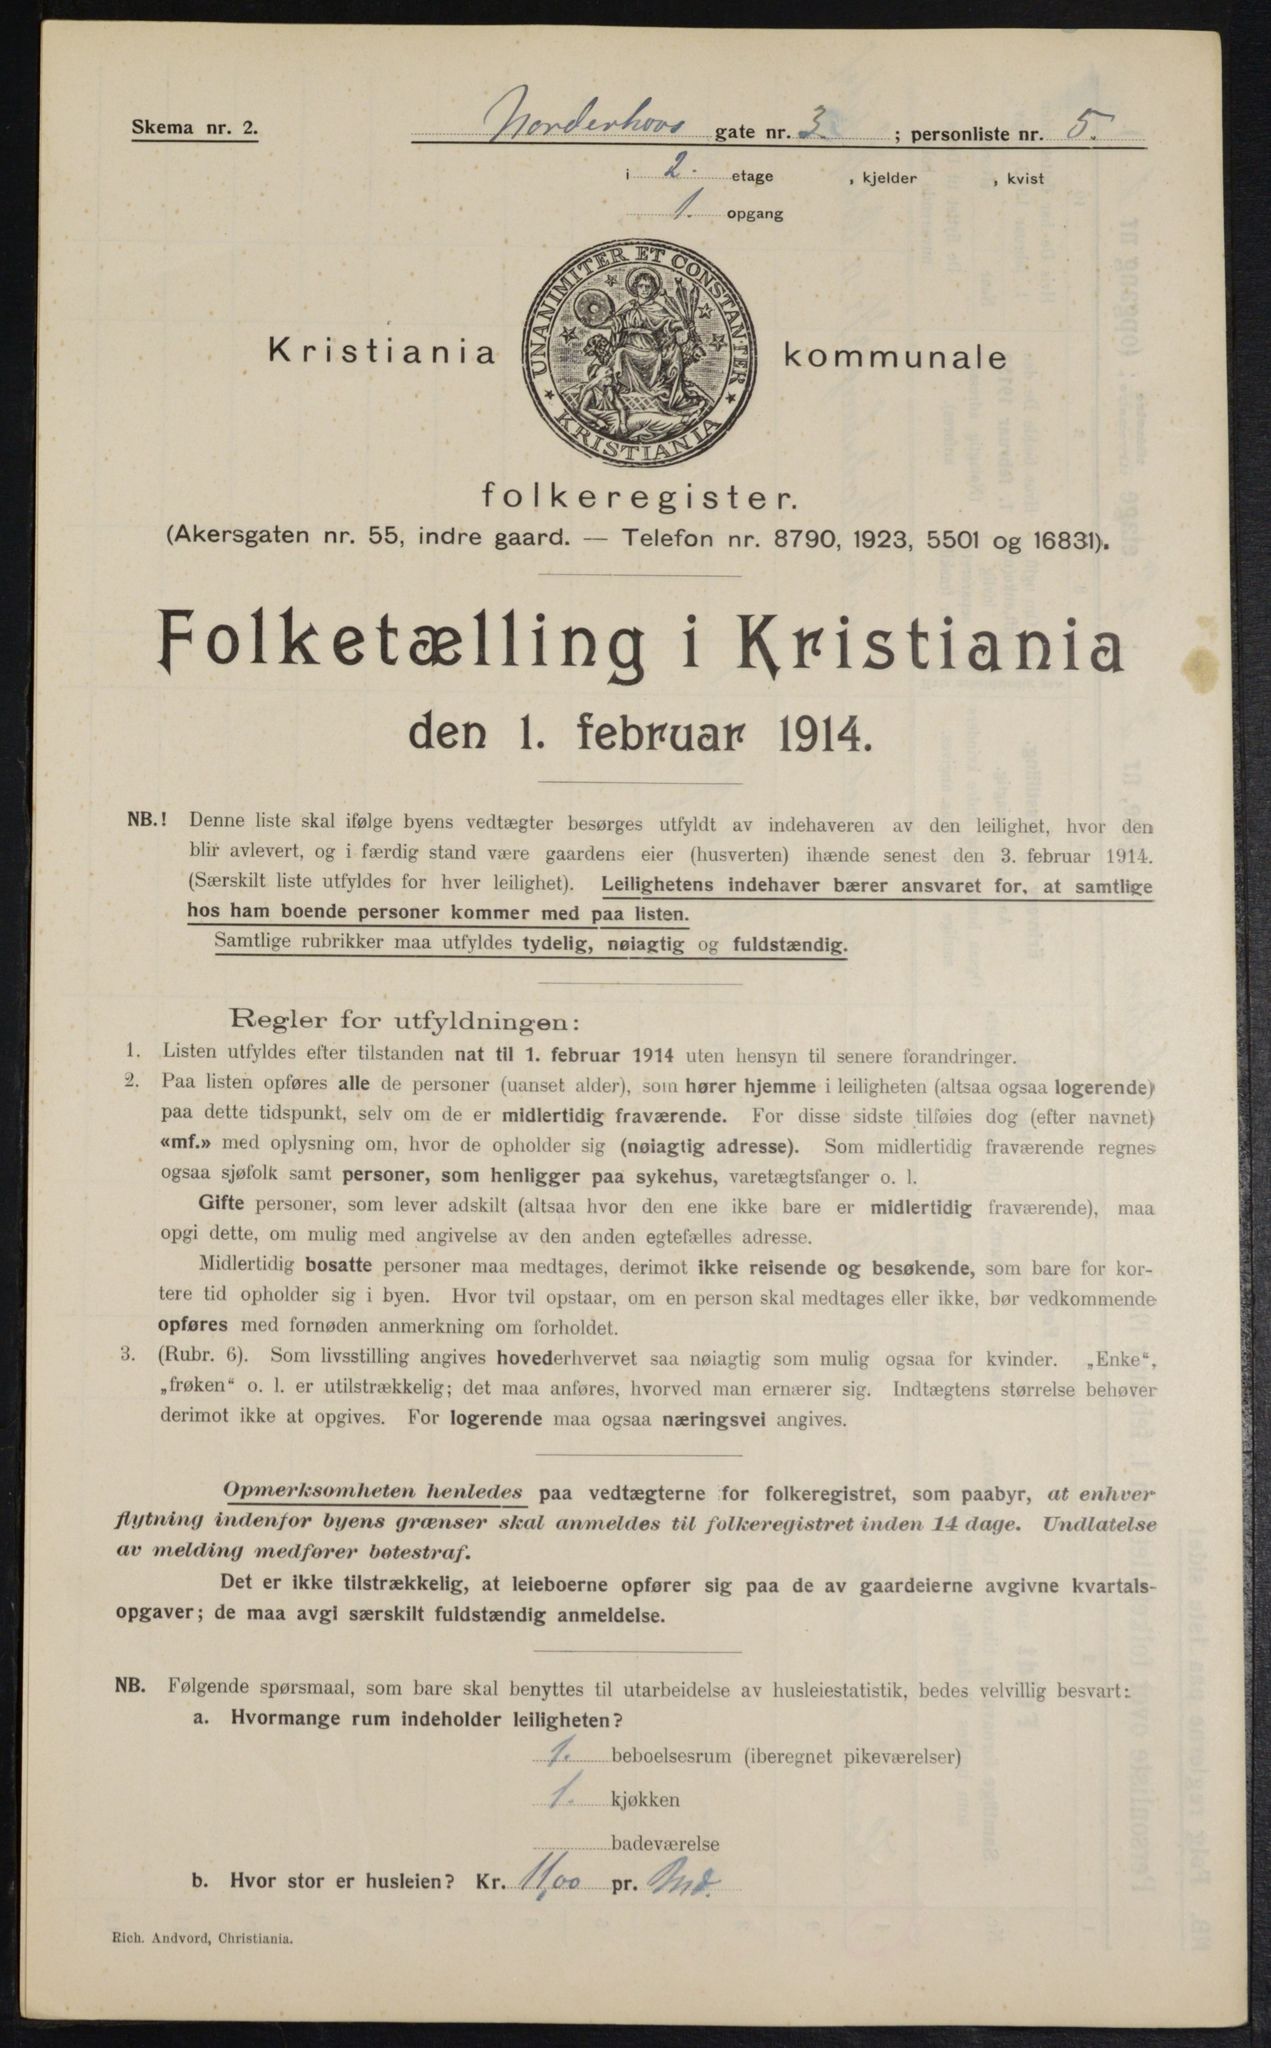 Skema nr. 2.
Norderhovs gate nr. 3 ; personliste nr. 5.
i 2. etage , kjelder , kvist
1. opgang
UNANIMITER ET CONSTANTER
KRISTIANIA
Kristiania kommunale
folkeregister.
(Akersgaten nr. 55, indre gaard. — Telefon nr. 8790, 1923, 5501 og 16831).
Folketælling i Kristiania
den 1. februar 1914.
NB.! Denne liste skal ifølge byens vedtægter besørges utfyldt av indehaveren av den leilighet, hvor den
blir avlevert, og i færdig stand være gaardens eier (husverten) ihænde senest den 3. februar 1914.
(Særskilt liste utfyldes for hver leilighet). Leilighetens indehaver bærer ansvaret for, at samtlige
hos ham boende personer kommer med paa listen.
Samtlige rubrikker maa utfyldes tydelig, nøiagtig og fuldstændig.
Regler for utfyldningen:
1. Listen utfyldes efter tilstanden nat til 1. februar 1914 uten hensyn til senere forandringer.
2. Paa listen opføres alle de personer (uanset alder), som hører hjemme i leiligheten (altsaa ogsaa logerende)
paa dette tidspunkt, selv om de er midlertidig fraværende. For disse sidste tilføies dog (efter navnet)
«mf.» med oplysning om, hvor de opholder sig (nøiagtig adresse). Som midlertidig fraværende regnes
ogsaa sjøfolk samt personer, som henligger paa sykehus, varetægtsfanger o. l.
Gifte personer, som lever adskilt (altsaa hvor den ene ikke bare er midlertidig fraværende), maa
opgi dette, om mulig med angivelse av den anden egtefælles adresse.
Midlertidig bosatte personer maa medtages, derimot ikke reisende og besøkende, som bare for kor-
tere tid opholder sig i byen. Hvor tvil opstaar, om en person skal medtages eller ikke, bør vedkommende
opføres med fornøden anmerkning om forholdet.
3. (Rubr. 6). Som livsstilling angives hovederhvervet saa nøiagtig som mulig ogsaa for kvinder. „Enke“,
„frøken“ o. l. er utilstrækkelig; det maa anføres, hvorved man ernærer sig. Indtægtens størrelse behøver
derimot ikke at opgives. For logerende maa ogsaa næringsvei angives.
Opmerksomheten henledes paa vedtægterne for folkeregistret, som paabyr, at enhver
flytning indenfor byens grænser skal anmeldes til folkeregistret inden 14 dage. Undlatelse
av melding medfører bøtestraf.
Det er ikke tilstrækkelig, at leieboerne opfører sig paa de av gaardeierne avgivne kvartals-
opgaver; de maa avgi særskilt fuldstændig anmeldelse.
NB. Følgende spørsmaal, som bare skal benyttes til utarbeidelse av husleiestatistik, bedes velvillig besvart:
a. Hvormange rum indeholder leiligheten?
1. beboelsesrum (iberegnet pikeværelser)
1. kjøkken
badeværelse
b. Hvor stor er husleien? Kr. 11,00 pr. Md.
Rich. Andvord, Christiania.